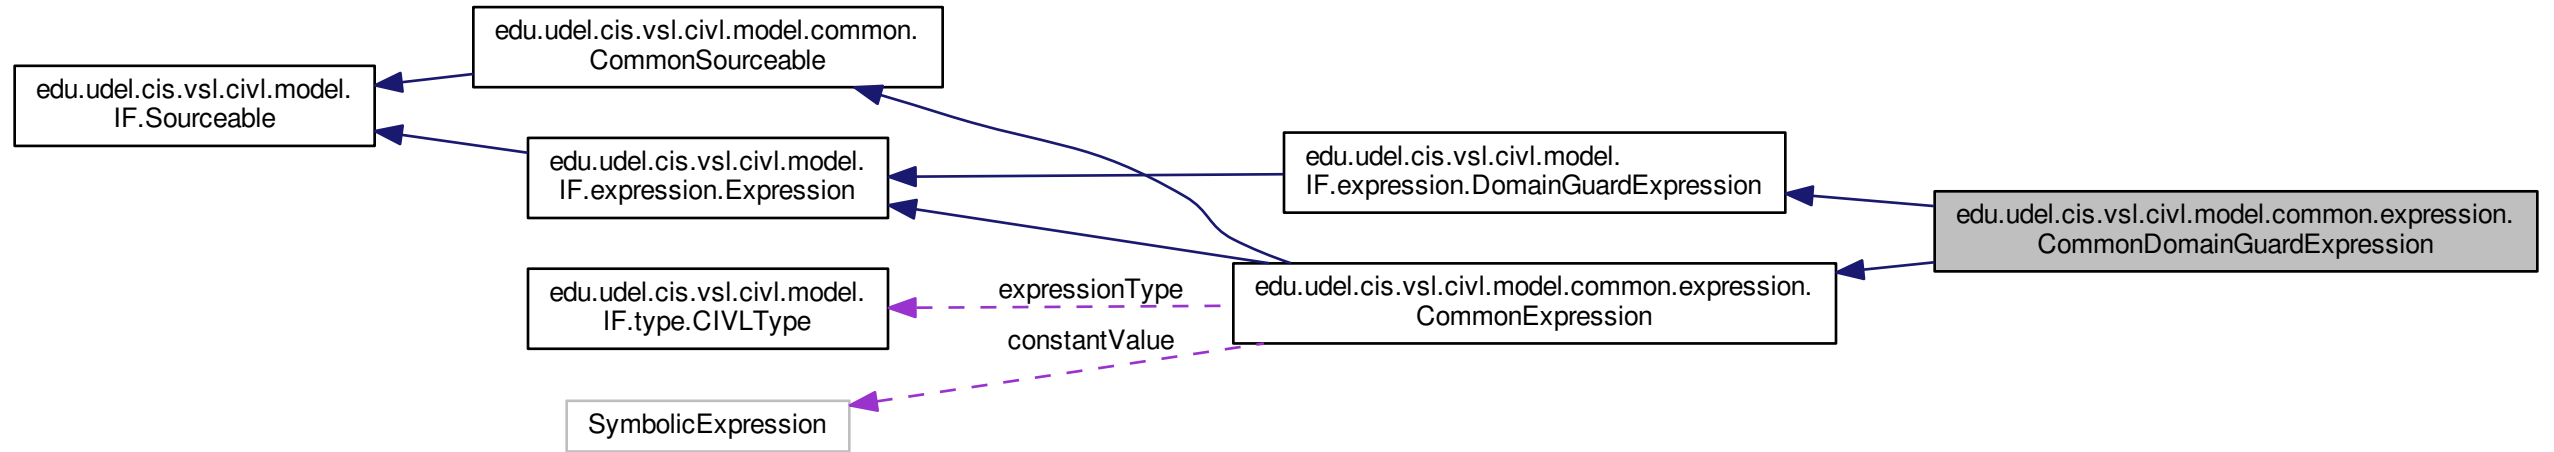 edu.udel.cis.vsl.civl.model.
IF.Sourceable
edu.udel.cis.vsl.civl.model.common.
CommonSourceable
edu.udel.cis.vsl.civl.model.
IF.expression.Expression
edu.udel.cis.vsl.civl.model.
IF.type.CIVLType
SymbolicExpression
expressionType
constantValue
edu.udel.cis.vsl.civl.model.
IF.expression.DomainGuardExpression
edu.udel.cis.vsl.civl.model.common.expression.
CommonExpression
edu.udel.cis.vsl.civl.model.common.expression.
CommonDomainGuardExpression